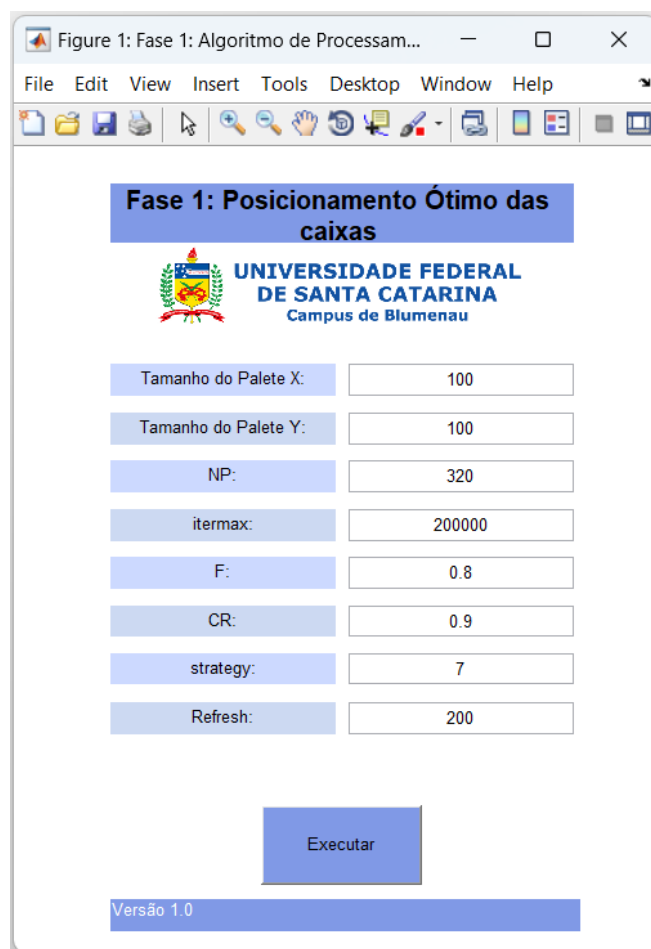 Figure 1: Fase 1: Algoritmo de Processam...
File Edit View Insert Tools Desktop Window Help
Fase 1: Posicionamento Ótimo das
caixas
UNIVERSIDADE FEDERAL
DE SANTA CATARINA
Campus de Blumenau
Tamanho do Palete X: 100
Tamanho do Palete Y: 100
NP: 320
itermax: 200000
F: 0.8
CR: 0.9
strategy: 7
Refresh: 200
Executar
Versão 1.0